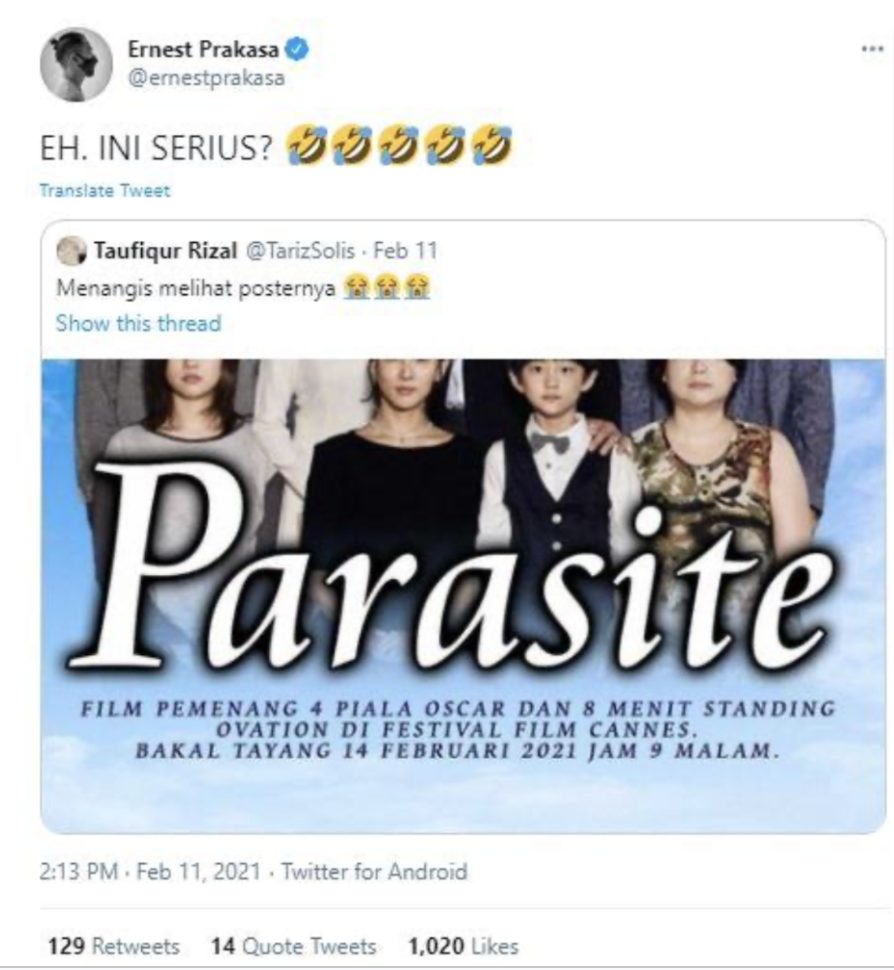 Ernest Prakasa
@ernestprakasa
EH. INI SERIUS? 🤣🤣🤣🤣🤣
Translate Tweet
Taufiqur Rizal @TarizSolis · Feb 11
Menangis melihat posternya 😭😭😭
Show this thread
Parasite
FILM PEMENANG 4 PIALA OSCAR DAN 8 MENIT STANDING
OVATION DI FESTIVAL FILM CANNES.
BAKAL TAYANG 14 FEBRUARI 2021 JAM 9 MALAM.
2:13 PM · Feb 11, 2021 · Twitter for Android
129 Retweets 14 Quote Tweets 1,020 Likes